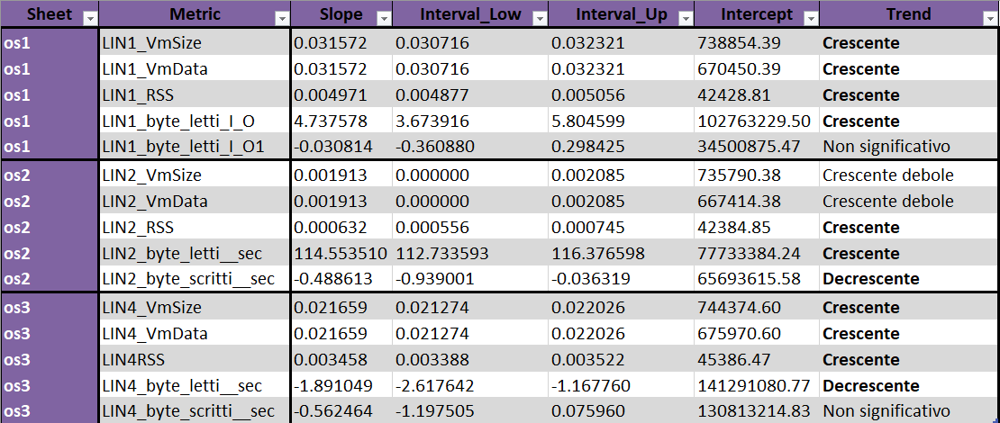 Sheet Metric Slope Interval_Low Interval_Up Intercept Trend
os1 LIN1_VmSize 0.031572 0.030716 0.032321 738854.39 Crescente
os1 LIN1_VmData 0.031572 0.030716 0.032321 670450.39 Crescente
os1 LIN1_RSS 0.004971 0.004877 0.005056 42428.81 Crescente
os1 LIN1_byte_letti_I_O 4.737578 3.673916 5.804599 102763229.50 Crescente
os1 LIN1_byte_letti_I_O1 -0.030814 -0.360880 0.298425 34500875.47 Non significativo
os2 LIN2_VmSize 0.001913 0.000000 0.002085 735790.38 Crescente debole
os2 LIN2_VmData 0.001913 0.000000 0.002085 667414.38 Crescente debole
os2 LIN2_RSS 0.000632 0.000556 0.000745 42384.85 Crescente
os2 LIN2_byte_letti__sec 114.553510 112.733593 116.376598 77733384.24 Crescente
os2 LIN2_byte_scritti__sec -0.488613 -0.939001 -0.036319 65693615.58 Decrescente
os3 LIN4_VmSize 0.021659 0.021274 0.022026 744374.60 Crescente
os3 LIN4_VmData 0.021659 0.021274 0.022026 675970.60 Crescente
os3 LIN4RSS 0.003458 0.003388 0.003522 45386.47 Crescente
os3 LIN4_byte_letti__sec -1.891049 -2.617642 -1.167760 141291080.77 Decrescente
os3 LIN4_byte_scritti__sec -0.562464 -1.197505 0.075960 130813214.83 Non significativo